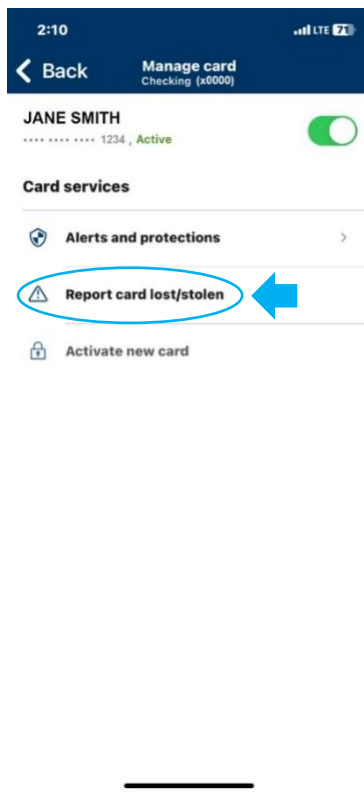 2:10 LTE 71
Back Manage card
Checking (x0000)
JANE SMITH
•••• •••• •••• 1234 , Active
Card services
Alerts and protections
Report card lost/stolen
Activate new card